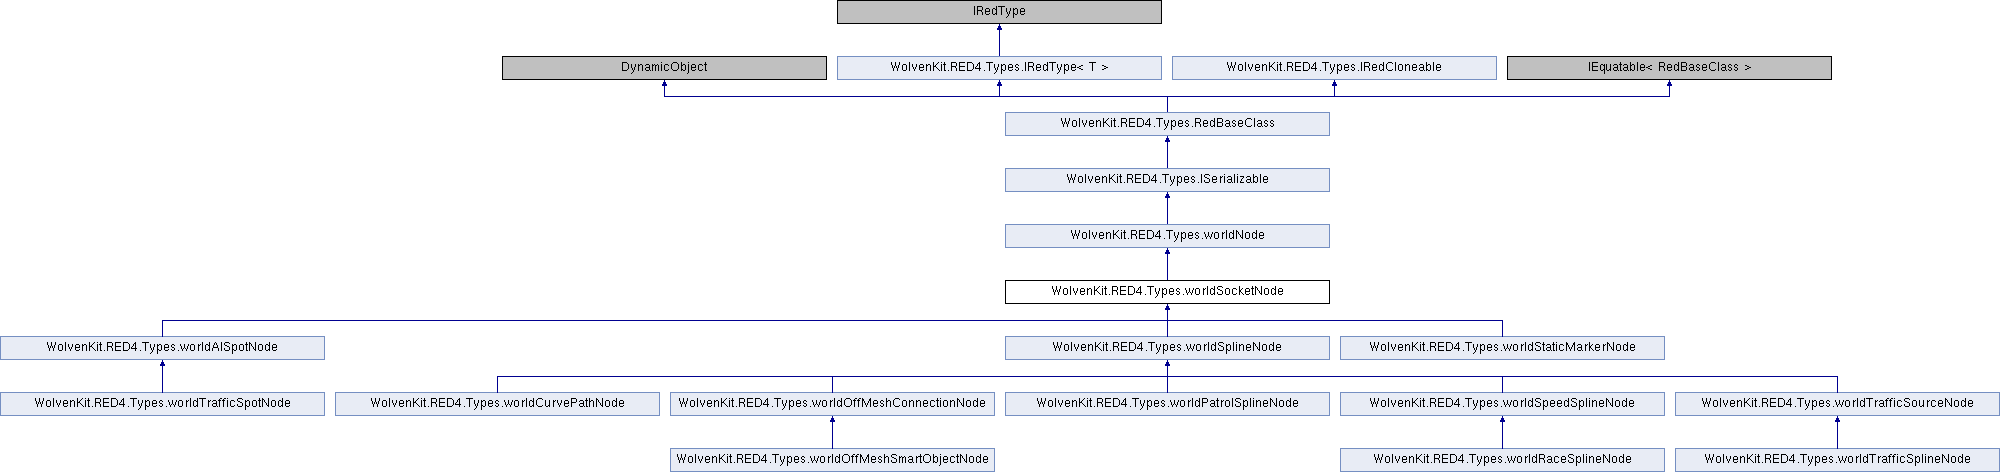 IRedType
DynamicObject
WolvenKit.RED4.Types.IRedType< T >
WolvenKit.RED4.Types.IRedCloneable
IEquatable< RedBaseClass >
WolvenKit.RED4.Types.RedBaseClass
WolvenKit.RED4.Types.ISerializable
WolvenKit.RED4.Types.worldNode
WolvenKit.RED4.Types.worldSocketNode
WolvenKit.RED4.Types.worldAISpotNode
WolvenKit.RED4.Types.worldSplineNode
WolvenKit.RED4.Types.worldStaticMarkerNode
WolvenKit.RED4.Types.worldTrafficSpotNode
WolvenKit.RED4.Types.worldCurvePathNode
WolvenKit.RED4.Types.worldOffMeshConnectionNode
WolvenKit.RED4.Types.worldPatrolSplineNode
WolvenKit.RED4.Types.worldSpeedSplineNode
WolvenKit.RED4.Types.worldTrafficSourceNode
WolvenKit.RED4.Types.worldOffMeshSmartObjectNode
WolvenKit.RED4.Types.worldRaceSplineNode
WolvenKit.RED4.Types.worldTrafficSplineNode